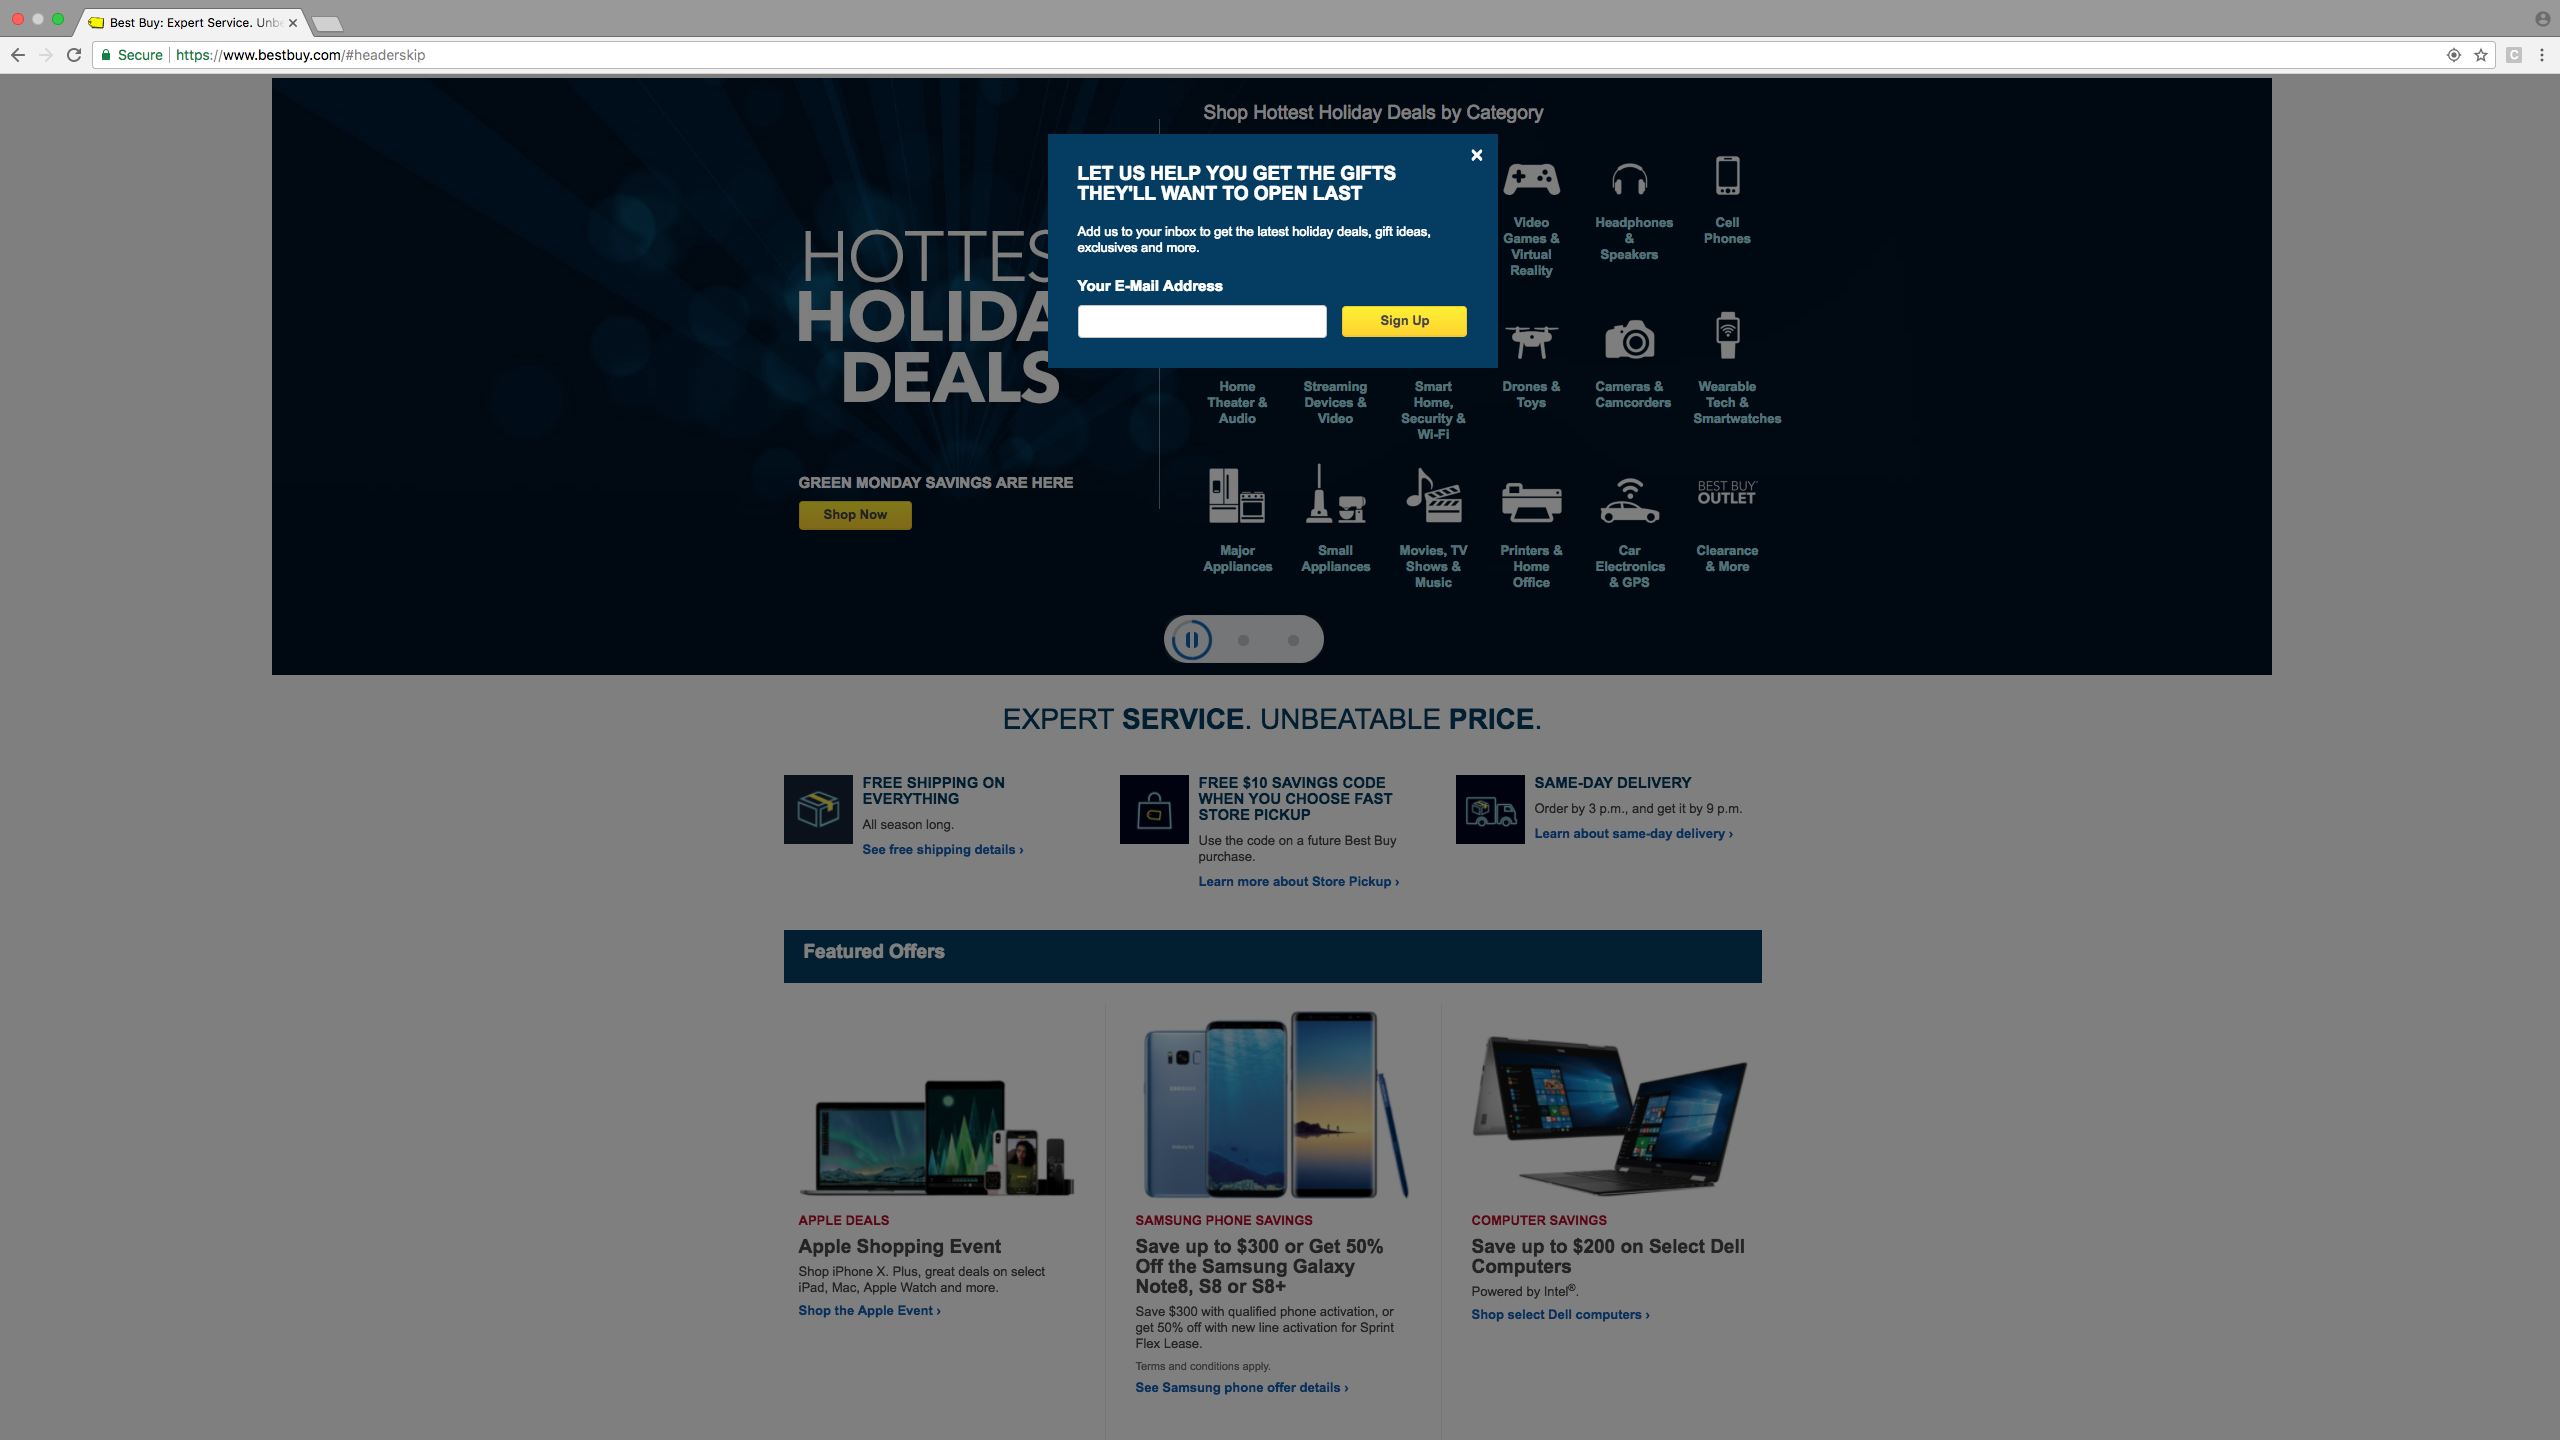 Best Buy: Expert Service. Unbe
Secure
https://www.bestbuy.com/#headerskip
C
Shop Hottest Holiday Deals by Category
LET US HELP YOU GET THE GIFTS
THEY'LL WANT TO OPEN LAST
Add us to your inbox to get the latest holiday deals, gift ideas,
exclusives and more.
Your E-Mail Address
Sign Up
HOTTES
HOLIDA
DEALS
GREEN MONDAY SAVINGS ARE HERE
Shop Now
Video
Games &
Virtual
Reality
Headphones
&
Speakers
Cell
Phones
Home
Theater &
Audio
Streaming
Devices &
Video
Smart
Home,
Security &
Wi-Fi
Drones &
Toys
Cameras &
Camcorders
Wearable
Tech &
Smartwatches
BEST BUY
OUTLET
Major
Appliances
Small
Appliances
Movies, TV
Shows &
Music
Printers &
Home
Office
Car
Electronics
& GPS
Clearance
& More
EXPERT SERVICE. UNBEATABLE PRICE.
FREE SHIPPING ON
EVERYTHING
All season long.
See free shipping details ›
FREE $10 SAVINGS CODE
WHEN YOU CHOOSE FAST
STORE PICKUP
Use the code on a future Best Buy
purchase.
Learn more about Store Pickup ›
SAME-DAY DELIVERY
Order by 3 p.m., and get it by 9 p.m.
Learn about same-day delivery ›
Featured Offers
APPLE DEALS
Apple Shopping Event
Shop iPhone X. Plus, great deals on select
iPad, Mac, Apple Watch and more.
Shop the Apple Event ›
SAMSUNG PHONE SAVINGS
Save up to $300 or Get 50%
Off the Samsung Galaxy
Note8, S8 or S8+
Save $300 with qualified phone activation, or
get 50% off with new line activation for Sprint
Flex Lease.
Terms and conditions apply.
See Samsung phone offer details ›
COMPUTER SAVINGS
Save up to $200 on Select Dell
Computers
Powered by Intel®.
Shop select Dell computers ›